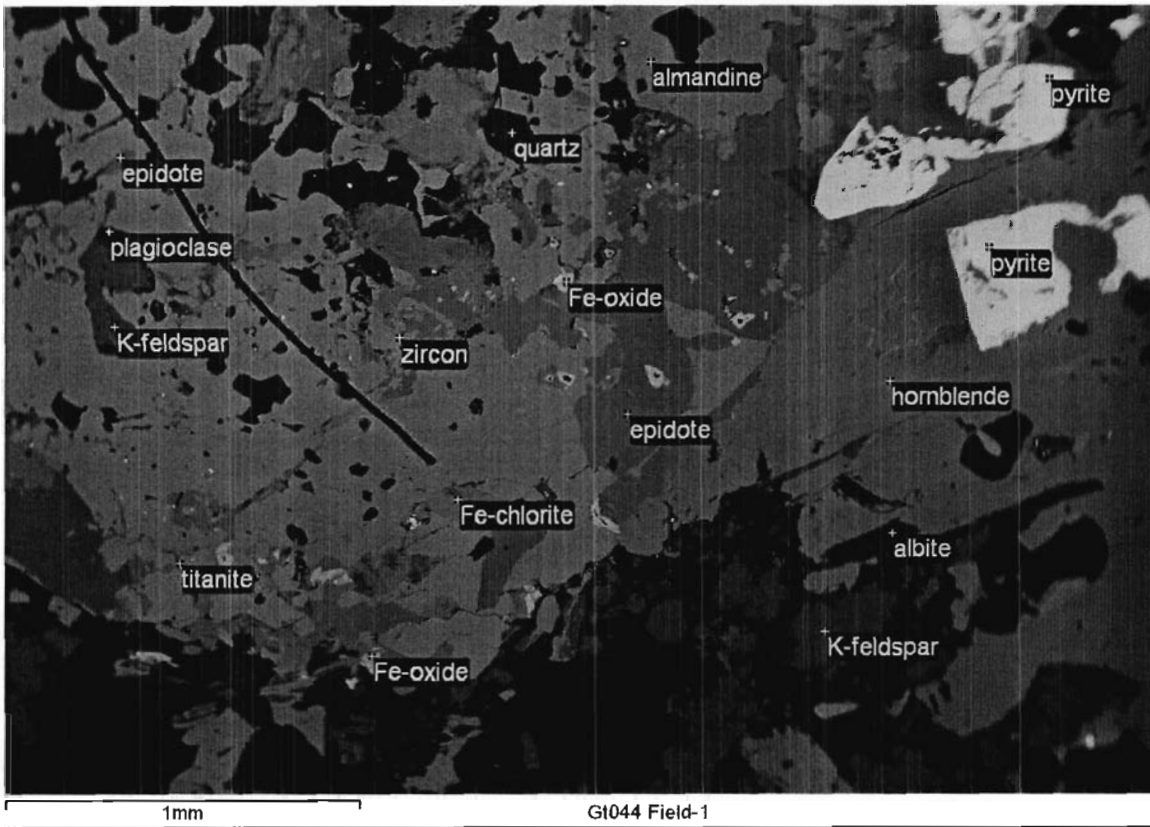 almandine
pyrite
quartz
epidote
plagioclase
pyrite
Fe-oxide
K-feldspar
zircon
hornblende
epidote
Fe-chlorite
albite
titanite
K-feldspar
Fe-oxide
1mm
Gt044 Field-1